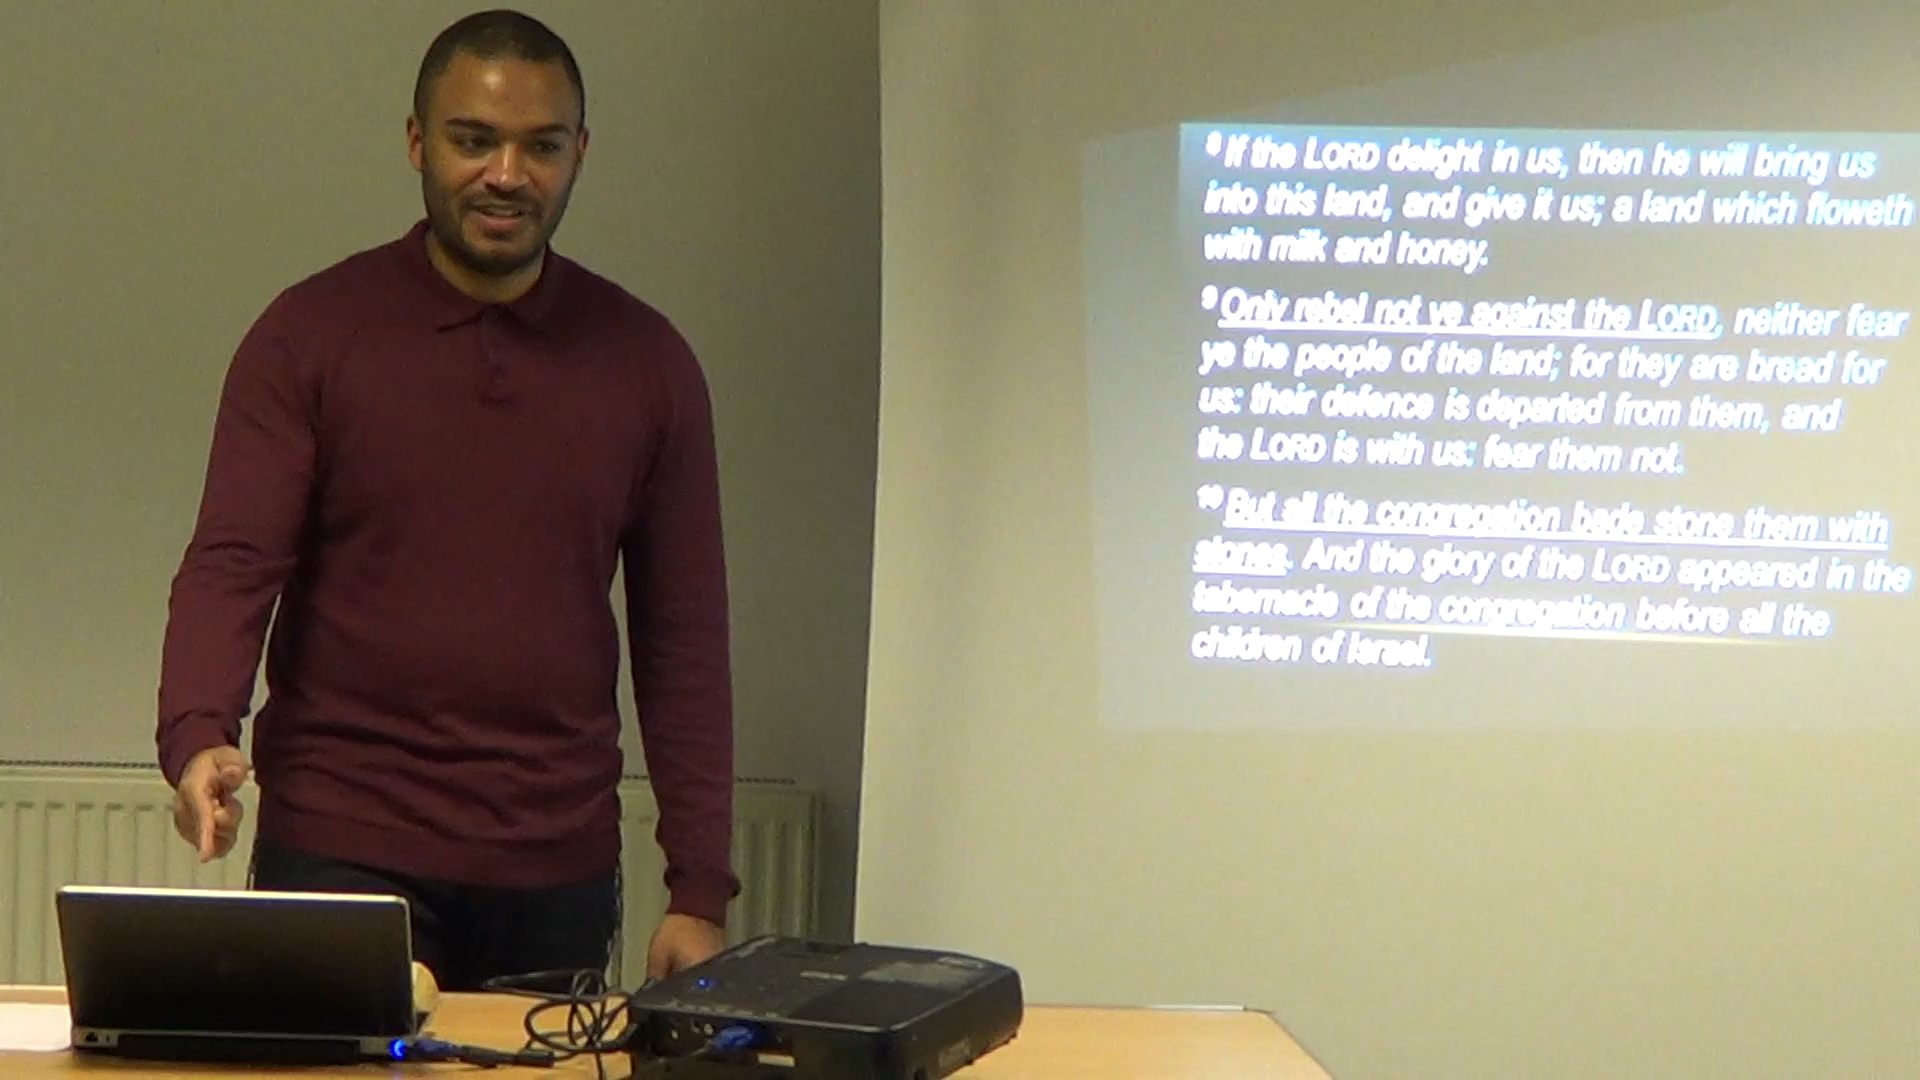 8 If the LORD delight in us, then he will bring us
into this land, and give it us; a land which floweth
with milk and honey.
9 Only rebel not ye against the LORD, neither fear
ye the people of the land; for they are bread for
us: their defence is departed from them, and
the LORD is with us: fear them not.
10 But all the congregation bade stone them with
stones. And the glory of the LORD appeared in the
tabernacle of the congregation before all the
children of Israel.